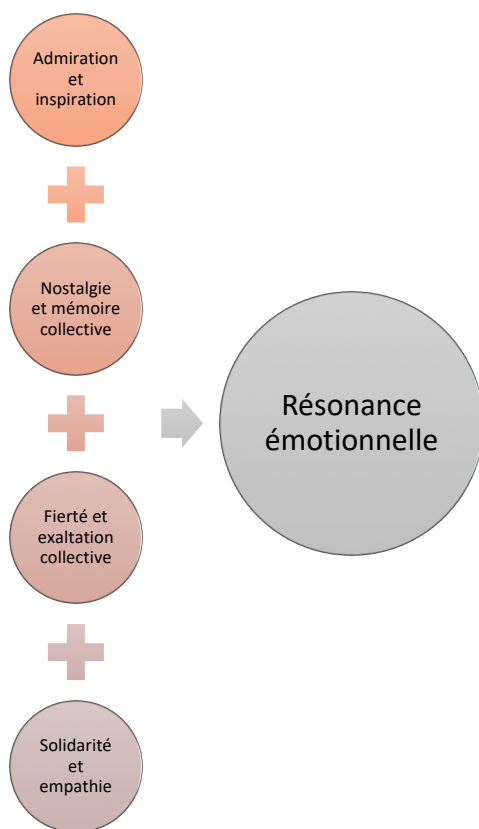 Admiration
et
inspiration
Nostalgie
et mémoire
collective
Fierté et
exaltation
collective
Solidarité
et
empathie
Résonance
émotionnelle